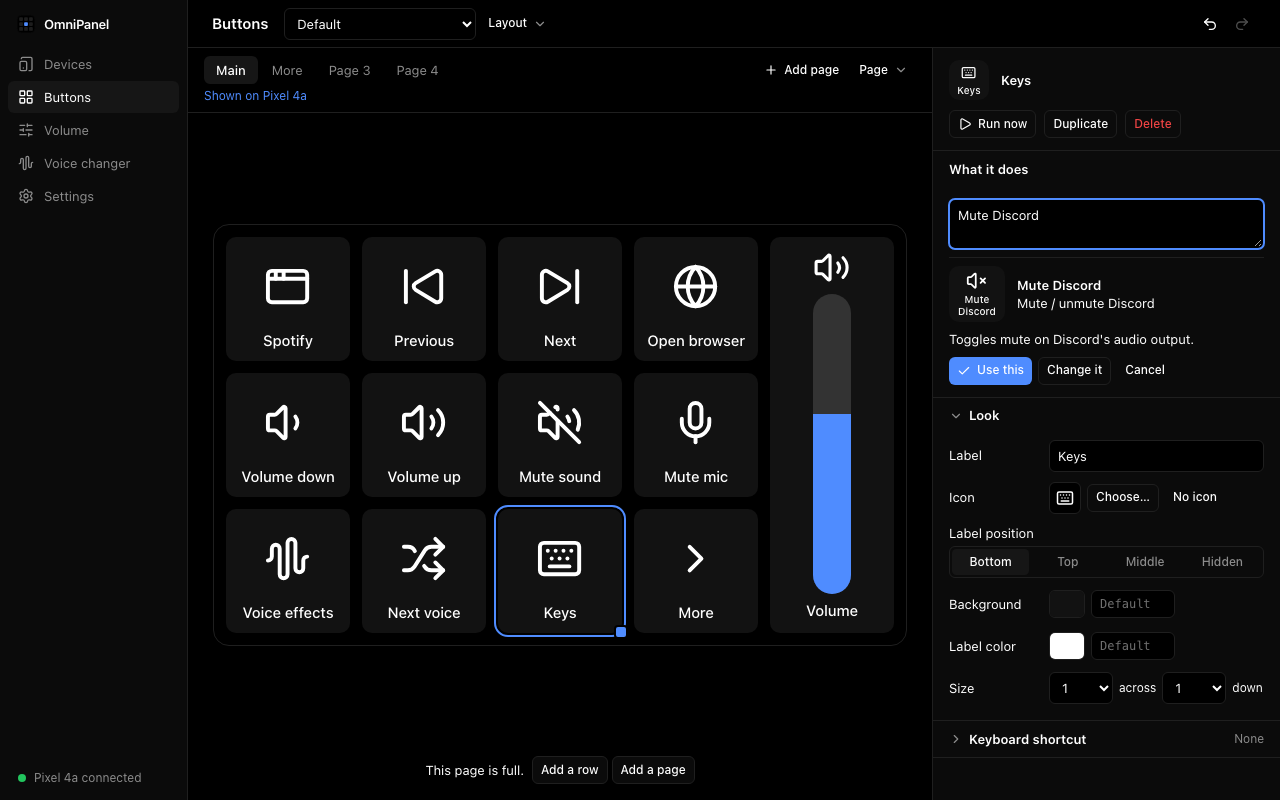 OmniPanel
Devices
Buttons
Volume
Voice changer
Settings
Pixel 4a connected
Buttons
Default
Layout
Main
More
Page 3
Page 4
Add page
Page
Shown on Pixel 4a
Spotify
Previous
Next
Open browser
Volume down
Volume up
Mute sound
Mute mic
Voice effects
Next voice
Keys
More
Volume
This page is full.
Add a row
Add a page
Keys
Keys
Run now
Duplicate
Delete
What it does
Mute Discord
Mute
Discord
Mute Discord
Mute / unmute Discord
Toggles mute on Discord's audio output.
Use this
Change it
Cancel
Look
Label
Keys
Icon
Choose...
No icon
Label position
Bottom
Top
Middle
Hidden
Background
Default
Label color
Default
Size
1
across
1
down
Keyboard shortcut
None